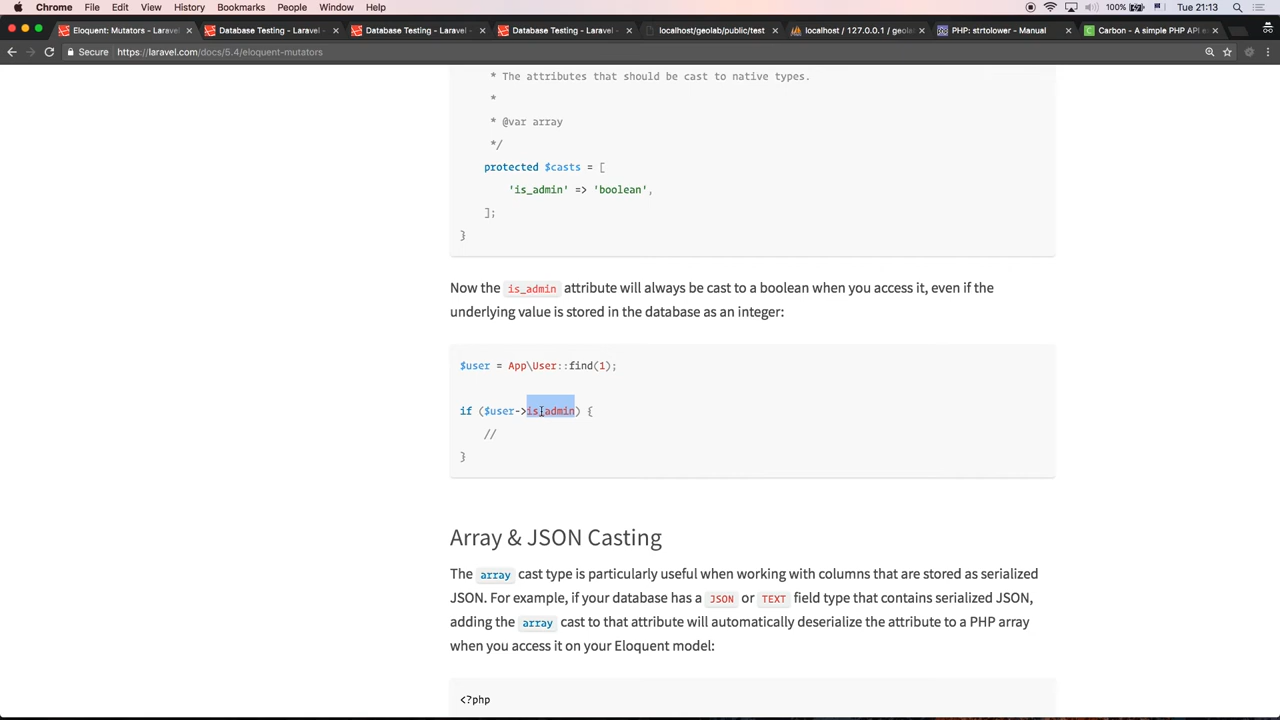 Chrome File Edit View History Bookmarks People Window Help 100% Tue 21:13
Eloquent: Mutators - Laravel × Database Testing - Laravel - × Database Testing - Laravel - × Database Testing - Laravel - × localhost/geolab/public/test × localhost / 127.0.0.1 / geola × PHP: strtolower - Manual × Carbon - A simple PHP API e ×
Secure https://laravel.com/docs/5.4/eloquent-mutators
* The attributes that should be cast to native types.
*
* @var array
*/
protected $casts = [
'is_admin' => 'boolean',
];
}
Now the is_admin attribute will always be cast to a boolean when you access it, even if the
underlying value is stored in the database as an integer:
$user = App\User::find(1);
if ($user->is_admin) {
//
}
Array & JSON Casting
The array cast type is particularly useful when working with columns that are stored as serialized
JSON. For example, if your database has a JSON or TEXT field type that contains serialized JSON,
adding the array cast to that attribute will automatically deserialize the attribute to a PHP array
when you access it on your Eloquent model:
<?php